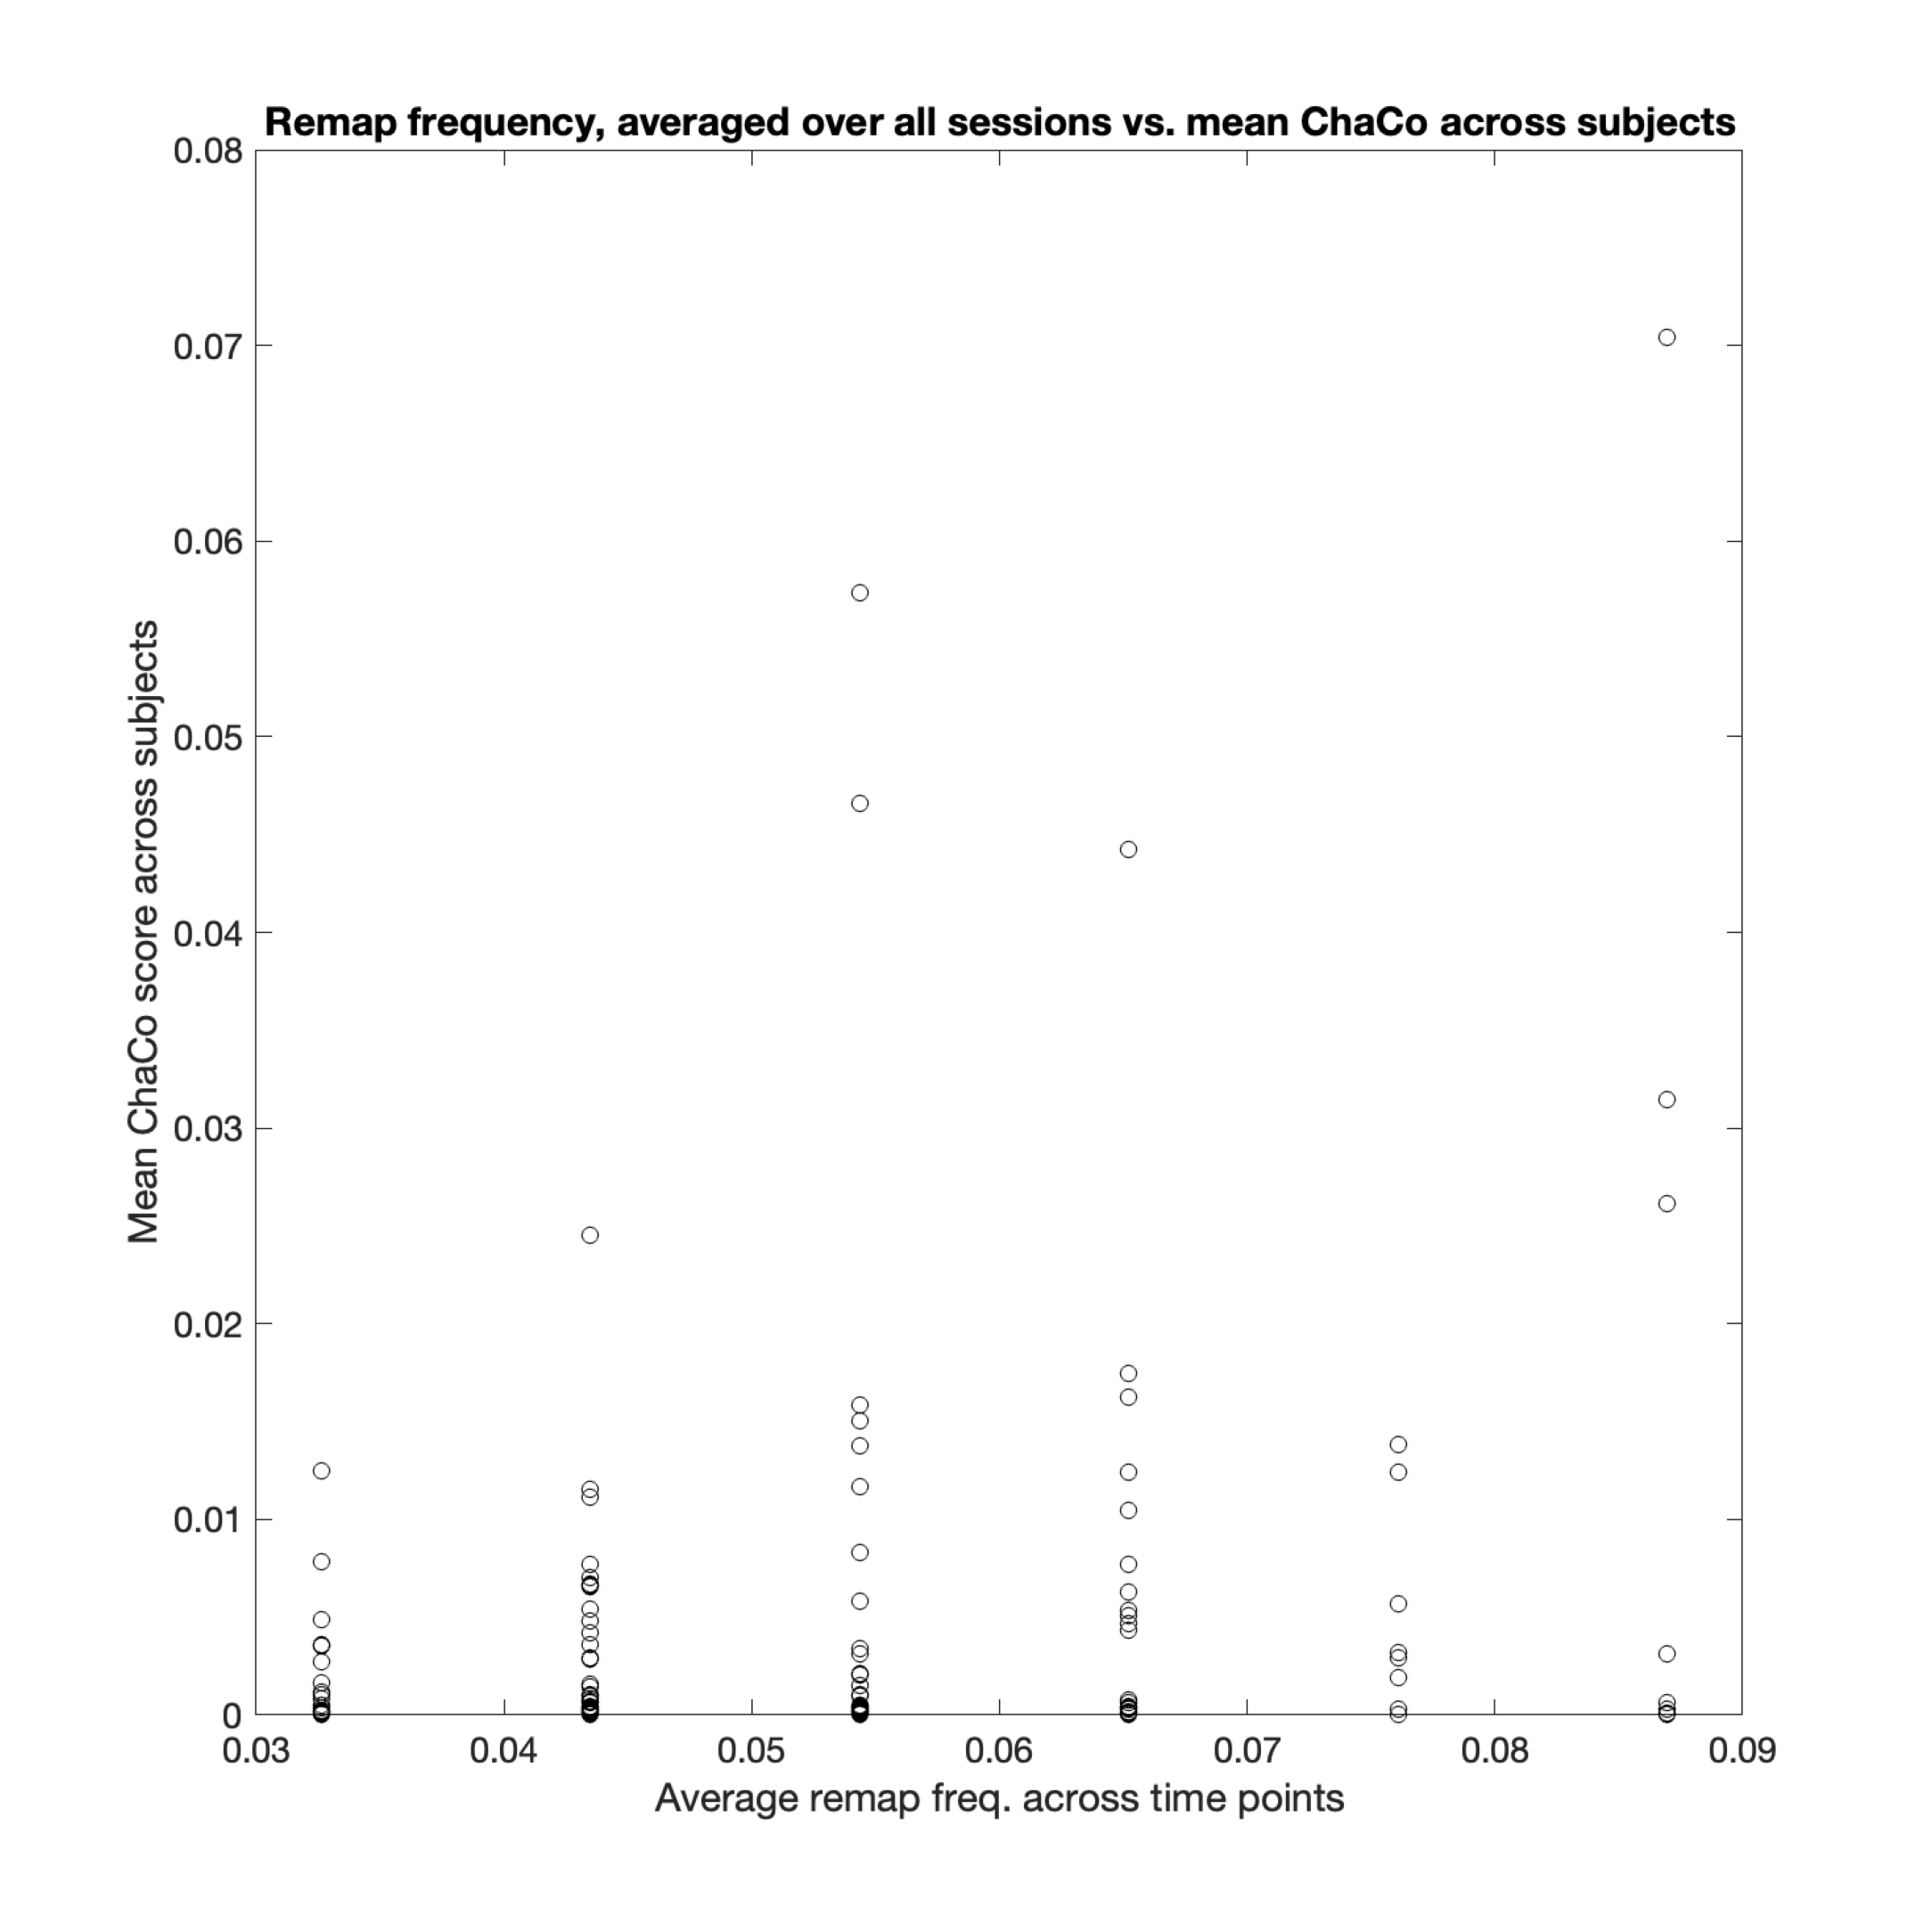 Remap frequency, averaged over all sessions vs. mean ChaCo across subjects
0.08
0.07
0.06
0.05
0.04
0.03
0.02
0.01
0
Mean ChaCo score across subjects
0.03 0.04 0.05 0.06 0.07 0.08 0.09
Average remap freq. across time points